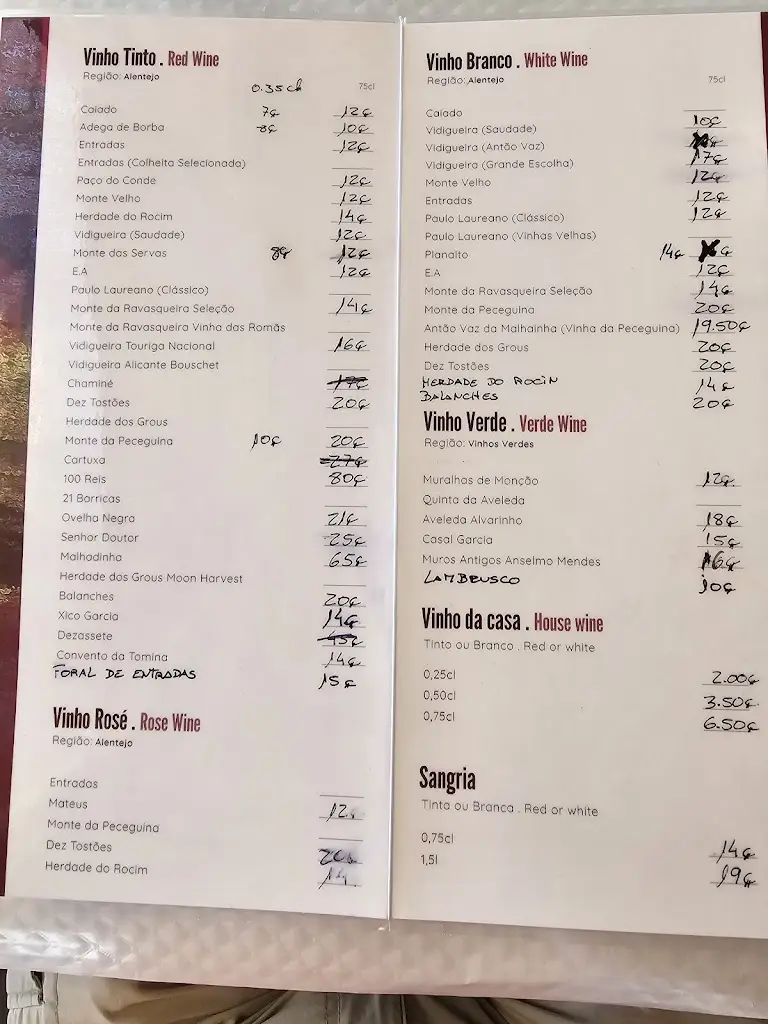 Vinho Tinto . Red Wine
Região: Alentejo
0.35cl 75cl
Caiado 7€ 12€
Adega de Borba 8€ 10€
Entradas 12€
Entradas (Colheita Selecionada)
Paço do Conde 12€
Monte Velho 12€
Herdade do Rocim 14€
Vidigueira (Saudade) 12€
Monte das Servas 8€ 12€
E.A 12€
Paulo Laureano (Clássico)
Monte da Ravasqueira Seleção 14€
Monte da Ravasqueira Vinha das Romãs
Vidigueira Touriga Nacional 16€
Vidigueira Alicante Bouschet
Chaminé 17€
Dez Tostões 20€
Herdade dos Grous
Monte da Peceguina 10€ 20€
Cartuxa 27€
100 Reis 80€
21 Barricas
Ovelha Negra 21€
Senhor Doutor 25€
Malhadinha 65€
Herdade dos Grous Moon Harvest
Balanches 20€
Xico Garcia 14€
Dezassete 45€
Convento da Tomina 14€
FORAL DE ENTRADAS 15€
Vinho Rosé . Rose Wine
Região: Alentejo
Entradas
Mateus 12€
Monte da Peceguina
Dez Tostões 20€
Herdade do Rocim 14
Vinho Branco . White Wine
Região: Alentejo
75cl
Caiado 10€
Vidigueira (Saudade)
Vidigueira (Antão Vaz) 17€
Vidigueira (Grande Escolha)
Monte Velho 12€
Entradas 12€
Paulo Laureano (Clássico) 12€
Paulo Laureano (Vinhas Velhas)
Planalto 14€ €
E.A 12€
Monte da Ravasqueira Seleção 14€
Monte da Peceguina 20€
Antão Vaz da Malhainha (Vinha da Peceguina) 19.50€
Herdade dos Grous 20€
Dez Tostões 20€
HERDADE DO ROCIN 14€
BALANCHES 20€
Vinho Verde . Verde Wine
Região: Vinhos Verdes
Muralhas de Monção 12€
Quinta da Aveleda
Aveleda Alvarinho 18€
Casal Garcia 15€
Muros Antigos Anselmo Mendes 16€
LAMBRUSCO 10€
Vinho da casa . House wine
Tinto ou Branco . Red or white
0,25cl 2.00€
0,50cl 3.50€
0,75cl 6.50€
Sangria
Tinta ou Branca . Red or white
0,75cl 14€
1,5l 19€